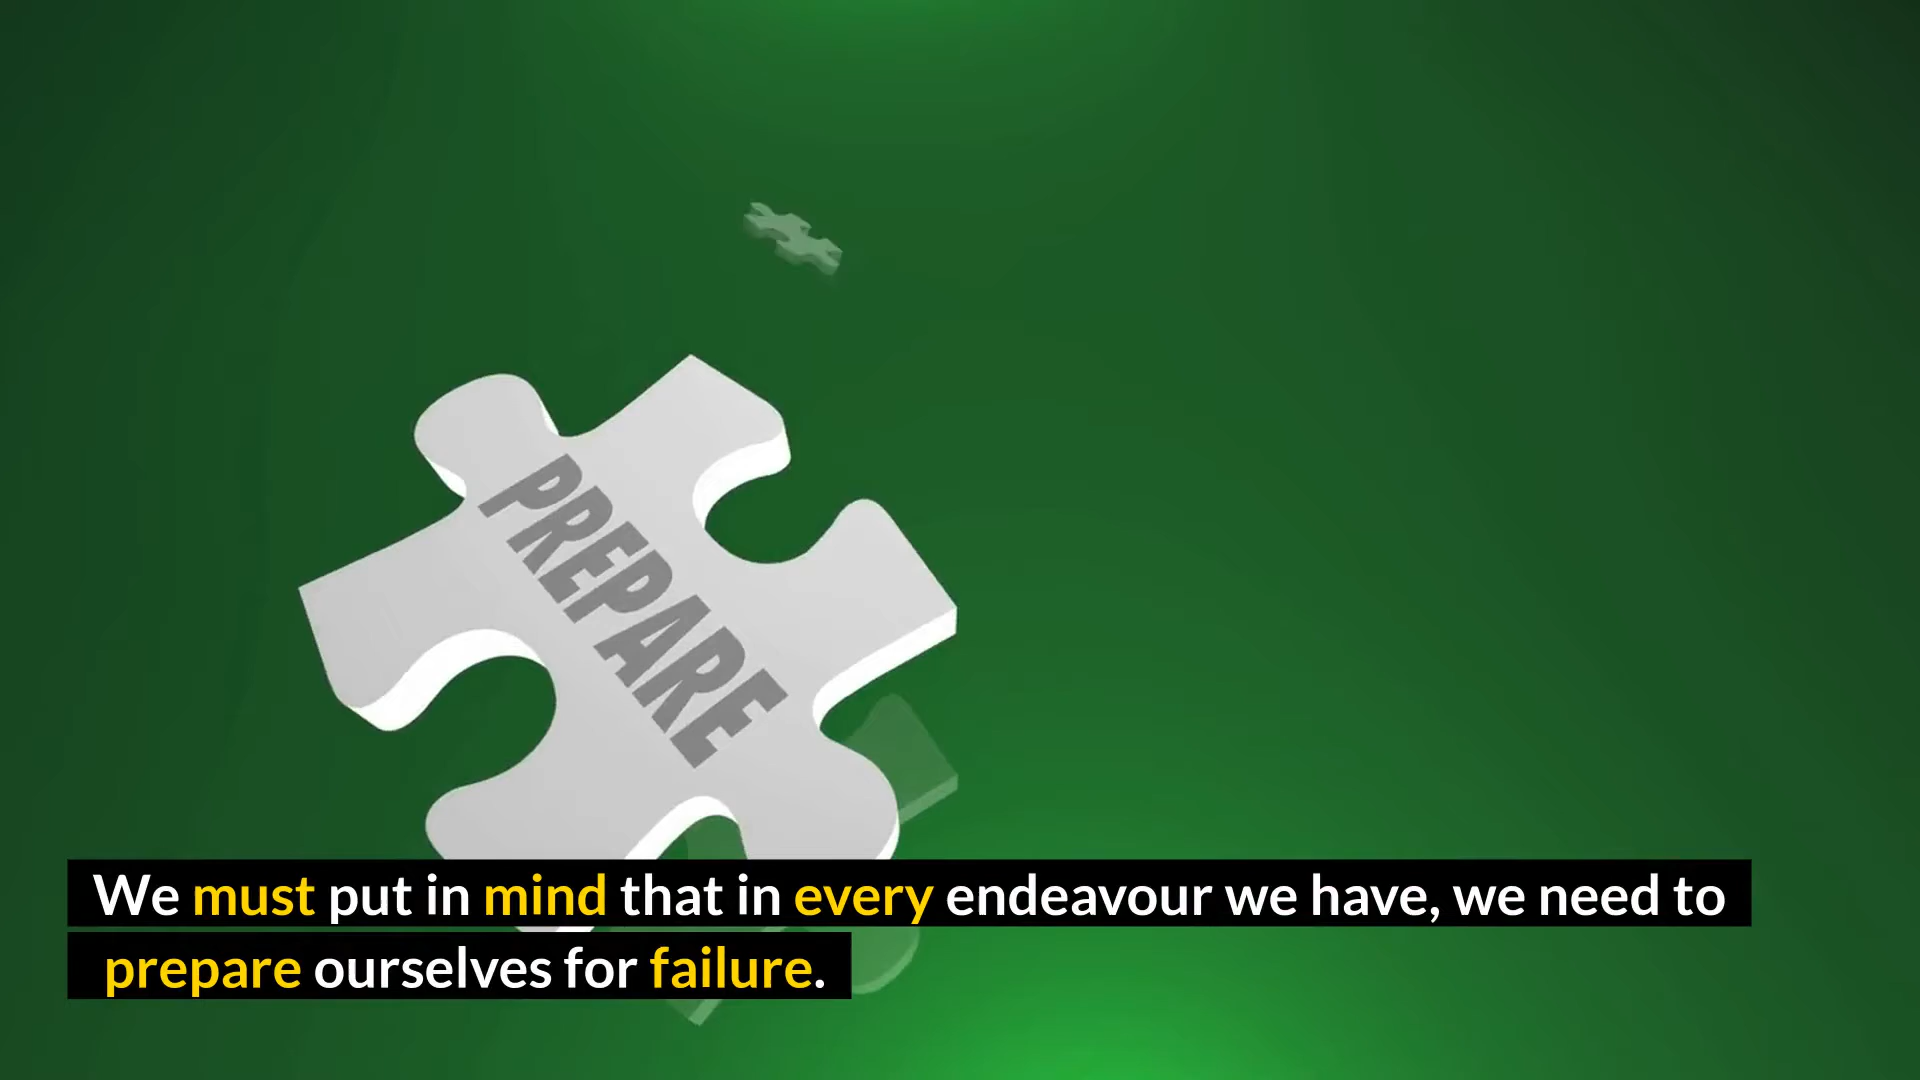 PREPARE
We must put in mind that in every endeavour we have, we need to
prepare ourselves for failure.